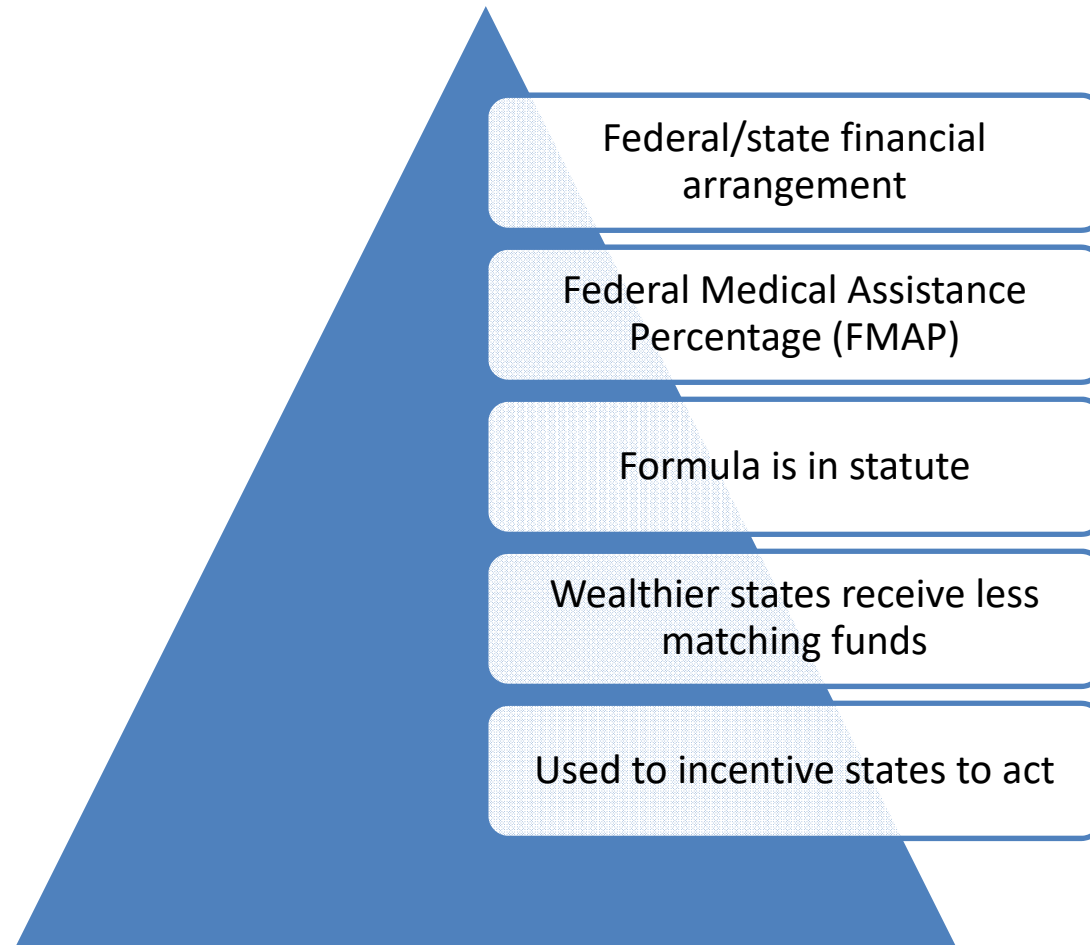 Federal/state financial
arrangement
Federal Medical Assistance
Percentage (FMAP)
Formula is in statute
Wealthier states receive less
matching funds
Used to incentive states to act